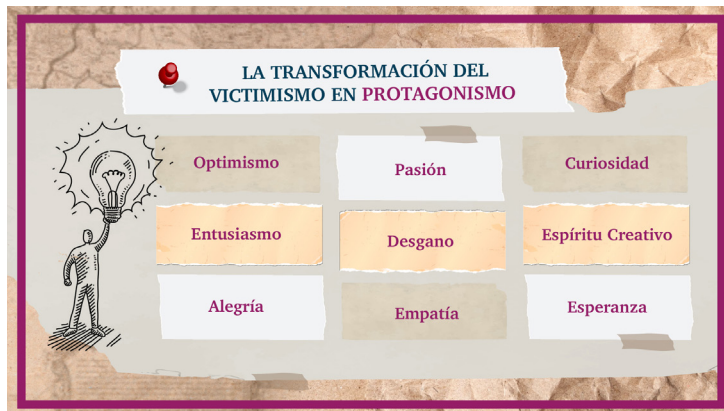 LA TRANSFORMACIÓN DEL
VICTIMISMO EN PROTAGONISMO
Optimismo
Pasión
Curiosidad
Entusiasmo
Desgano
Espíritu Creativo
Alegría
Empatía
Esperanza